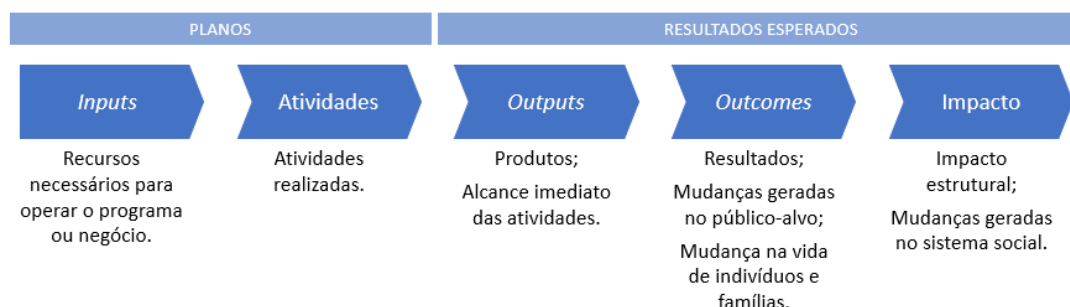 PLANOS
RESULTADOS ESPERADOS
Inputs
Atividades
Outputs
Outcomes
Impacto
Recursos
necessários para
operar o programa
ou negócio.
Atividades
realizadas.
Produtos;
Alcance imediato
das atividades.
Resultados;
Mudanças geradas
no público-alvo;
Mudança na vida
de indivíduos e
famílias.
Impacto
estrutural;
Mudanças geradas
no sistema social.